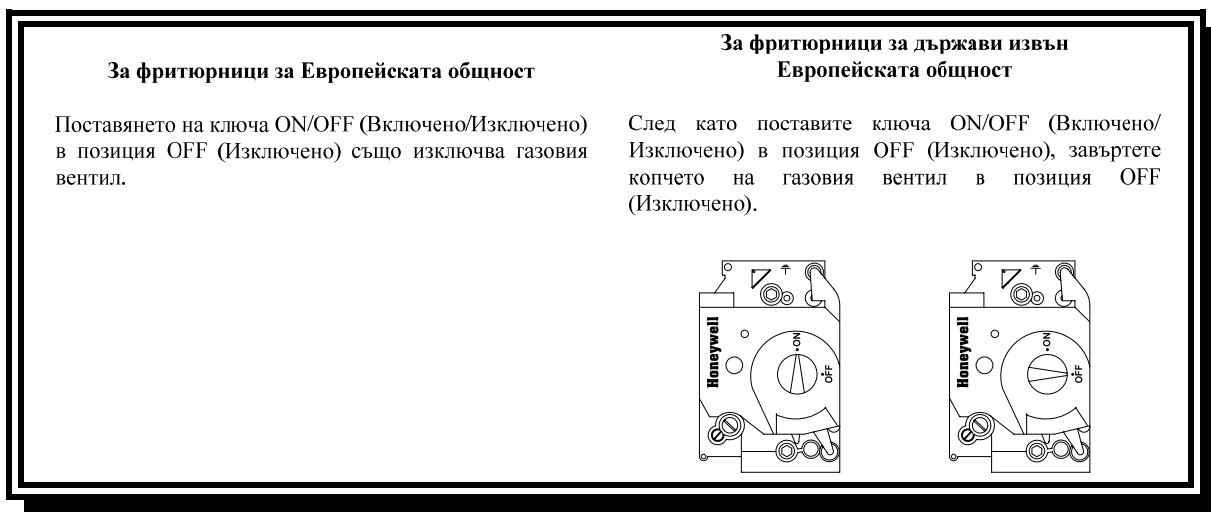 За фритюрници за Европейската общност
Поставянето на ключа ON/OFF (Включено/Изключено)
в позиция OFF (Изключено) също изключва газовия
вентил.
За фритюрници за държави извън
Европейската общност
След като поставите ключа ON/OFF (Включено/
Изключено) в позиция OFF (Изключено), завъртете
копчето на газовия вентил в позиция OFF
(Изключено).
Honeywell
ON
OFF
Honeywell
ON
OFF